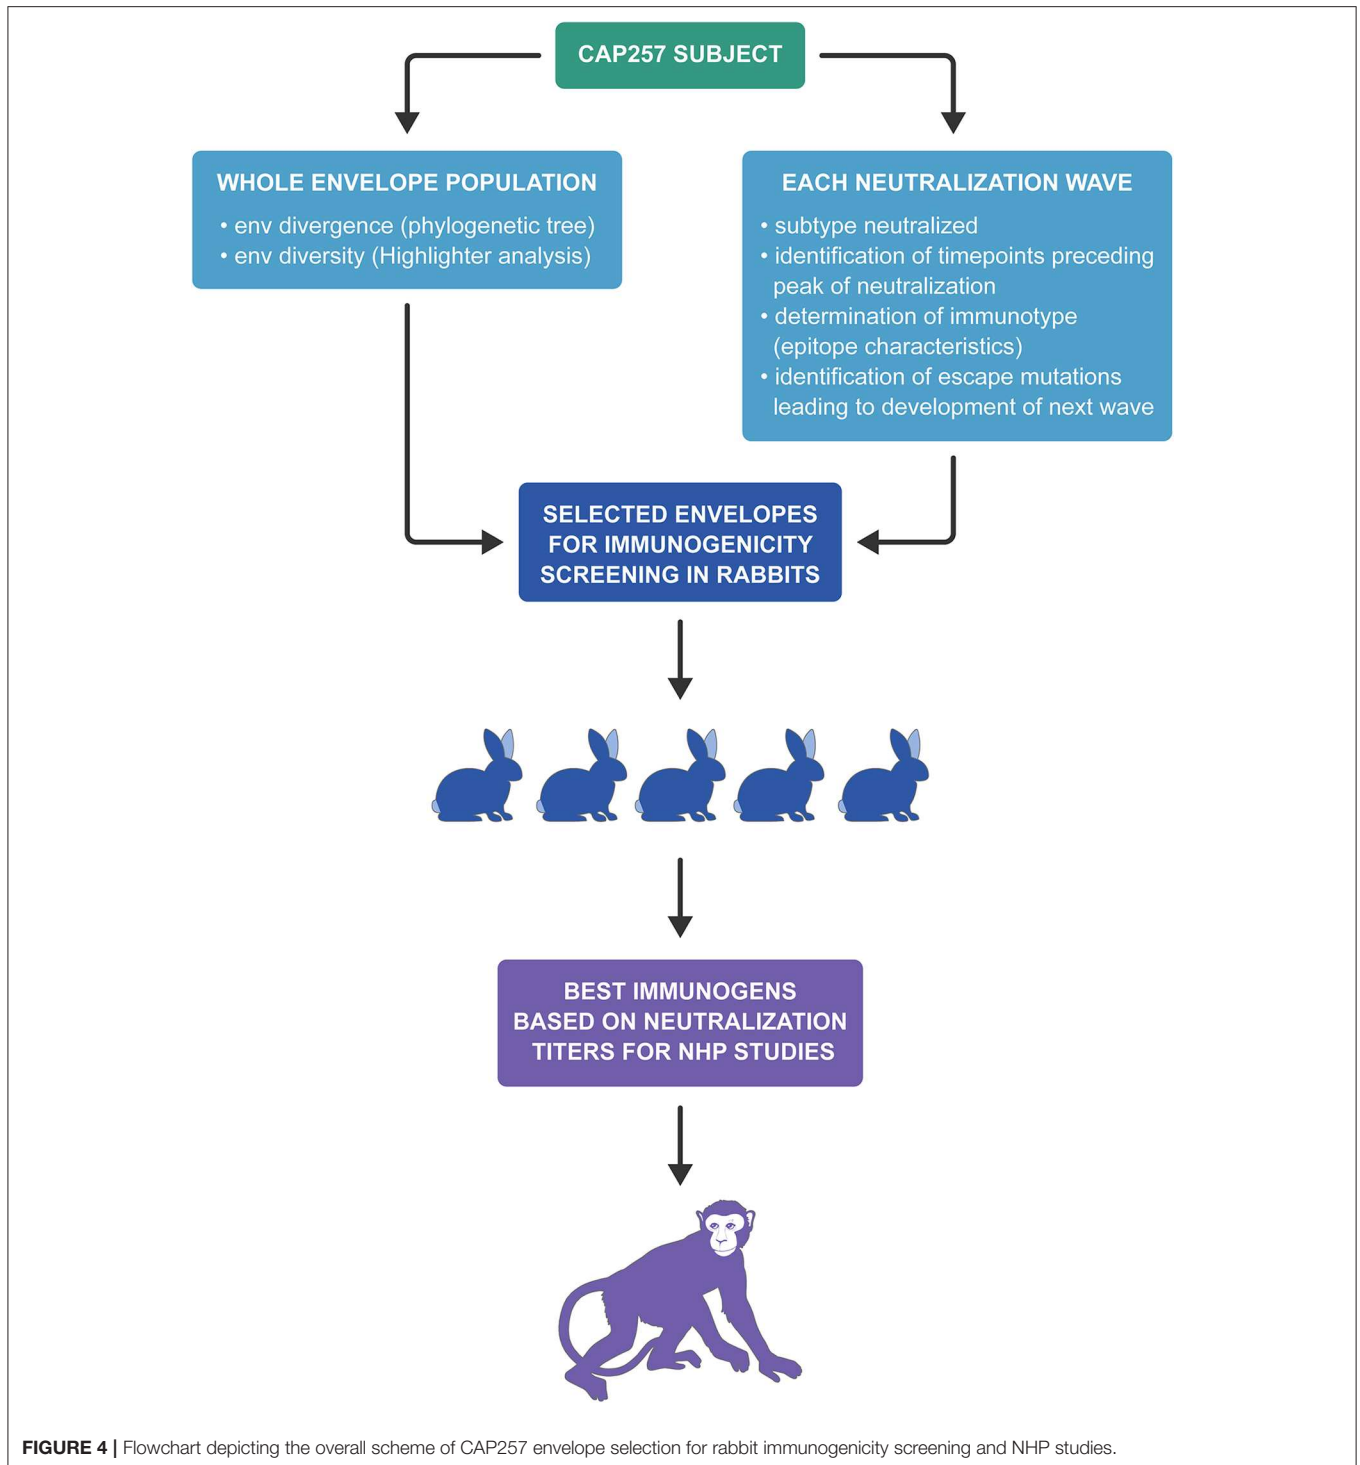 CAP257 SUBJECT
WHOLE ENVELOPE POPULATION
• env divergence (phylogenetic tree)
• env diversity (Highlighter analysis)
EACH NEUTRALIZATION WAVE
• subtype neutralized
• identification of timepoints preceding
peak of neutralization
• determination of immunotype
(epitope characteristics)
• identification of escape mutations
leading to development of next wave
SELECTED ENVELOPES
FOR IMMUNOGENICITY
SCREENING IN RABBITS
BEST IMMUNOGENS
BASED ON NEUTRALIZATION
TITERS FOR NHP STUDIES
FIGURE 4 | Flowchart depicting the overall scheme of CAP257 envelope selection for rabbit immunogenicity screening and NHP studies.